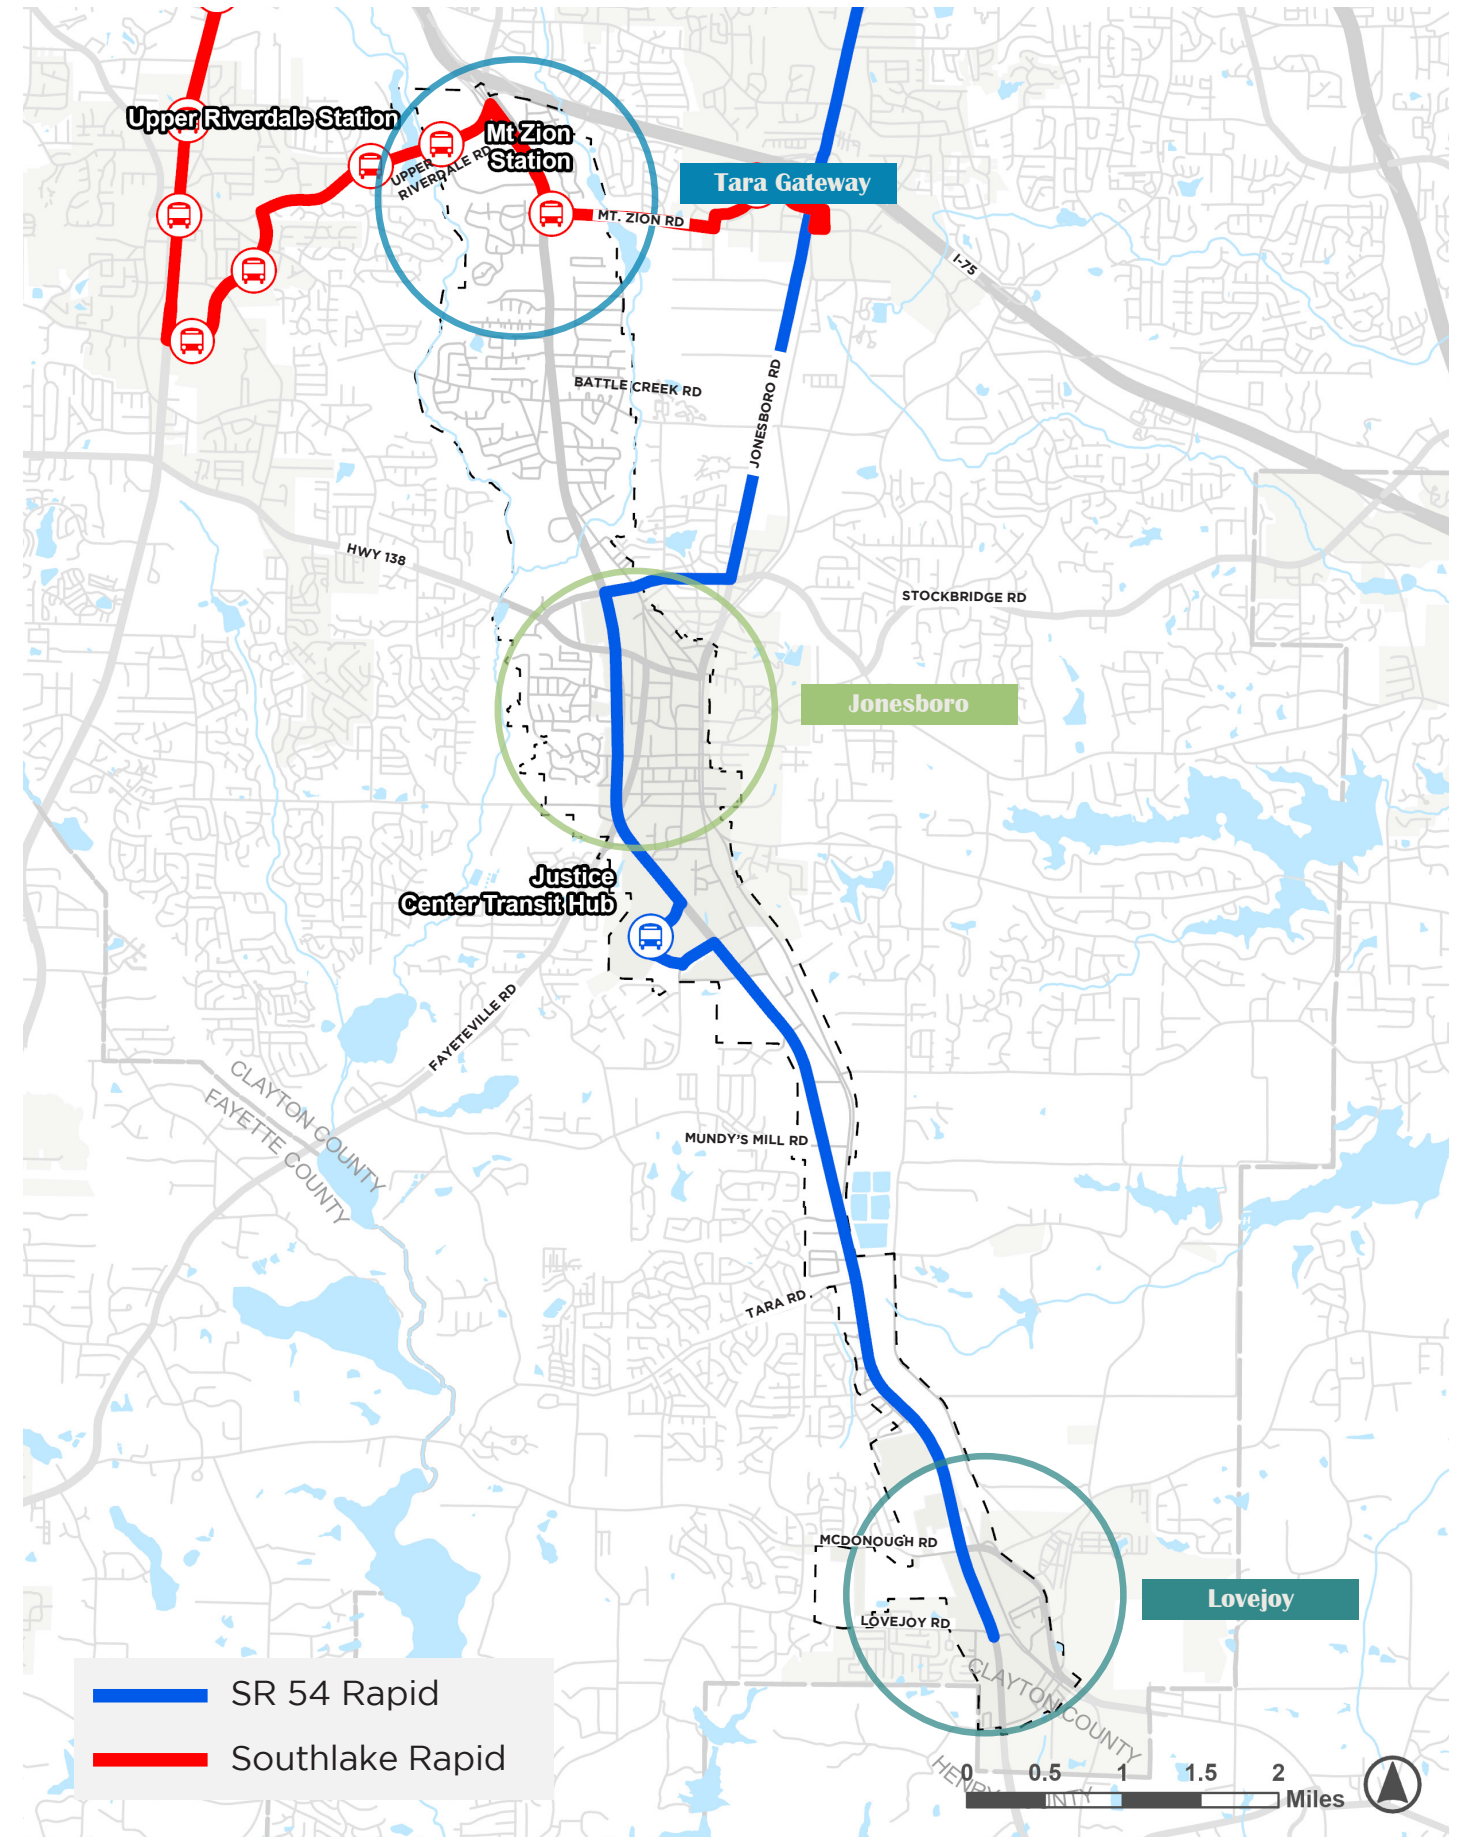 Upper Riverdale Station
Mt Zion
Station
UPPER
RIVERDALE RD
Tara Gateway
MT. ZION RD
I-75
BATTLE CREEK RD
JONESBORO RD
HWY 138
STOCKBRIDGE RD
Jonesboro
Justice
Center Transit Hub
FAYETEVILLE RD
CLAYTON COUNTY
FAYETTE COUNTY
MUNDY'S MILL RD
TARA RD.
MCDONOUGH RD
Lovejoy
LOVEJOY RD
CLAYTON COUNTY
HENRY COUNTY
SR 54 Rapid
Southlake Rapid
0 0.5 1 1.5 2
Miles